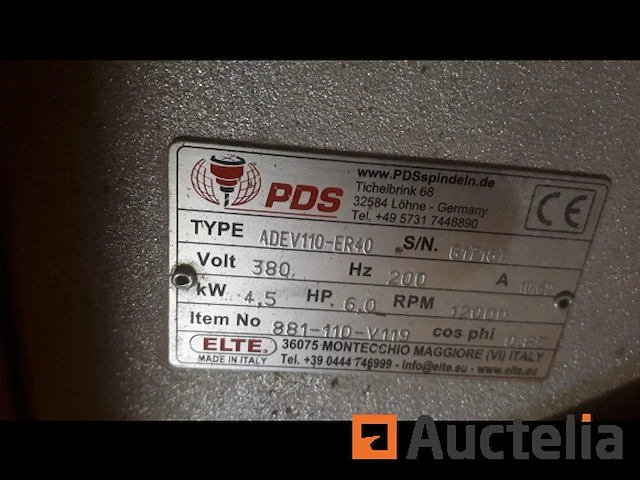 www.PDSspindeln.de
Tichelbrink 68
32584 Löhne - Germany
Tel. +49 5731 7448890
PDS
CE
TYPE ADEV110-ER40 S/N.
Volt 380 Hz 200 A
kW 4.5 HP 6.0 RPM 12000
Item No 881-110-V119 cos phi 0.85
ELTE. 36075 MONTECCHIO MAGGIORE (VI) ITALY
MADE IN ITALY Tel. +39 0444 746999 - info@elte.eu - www.elte.eu
Auctelia